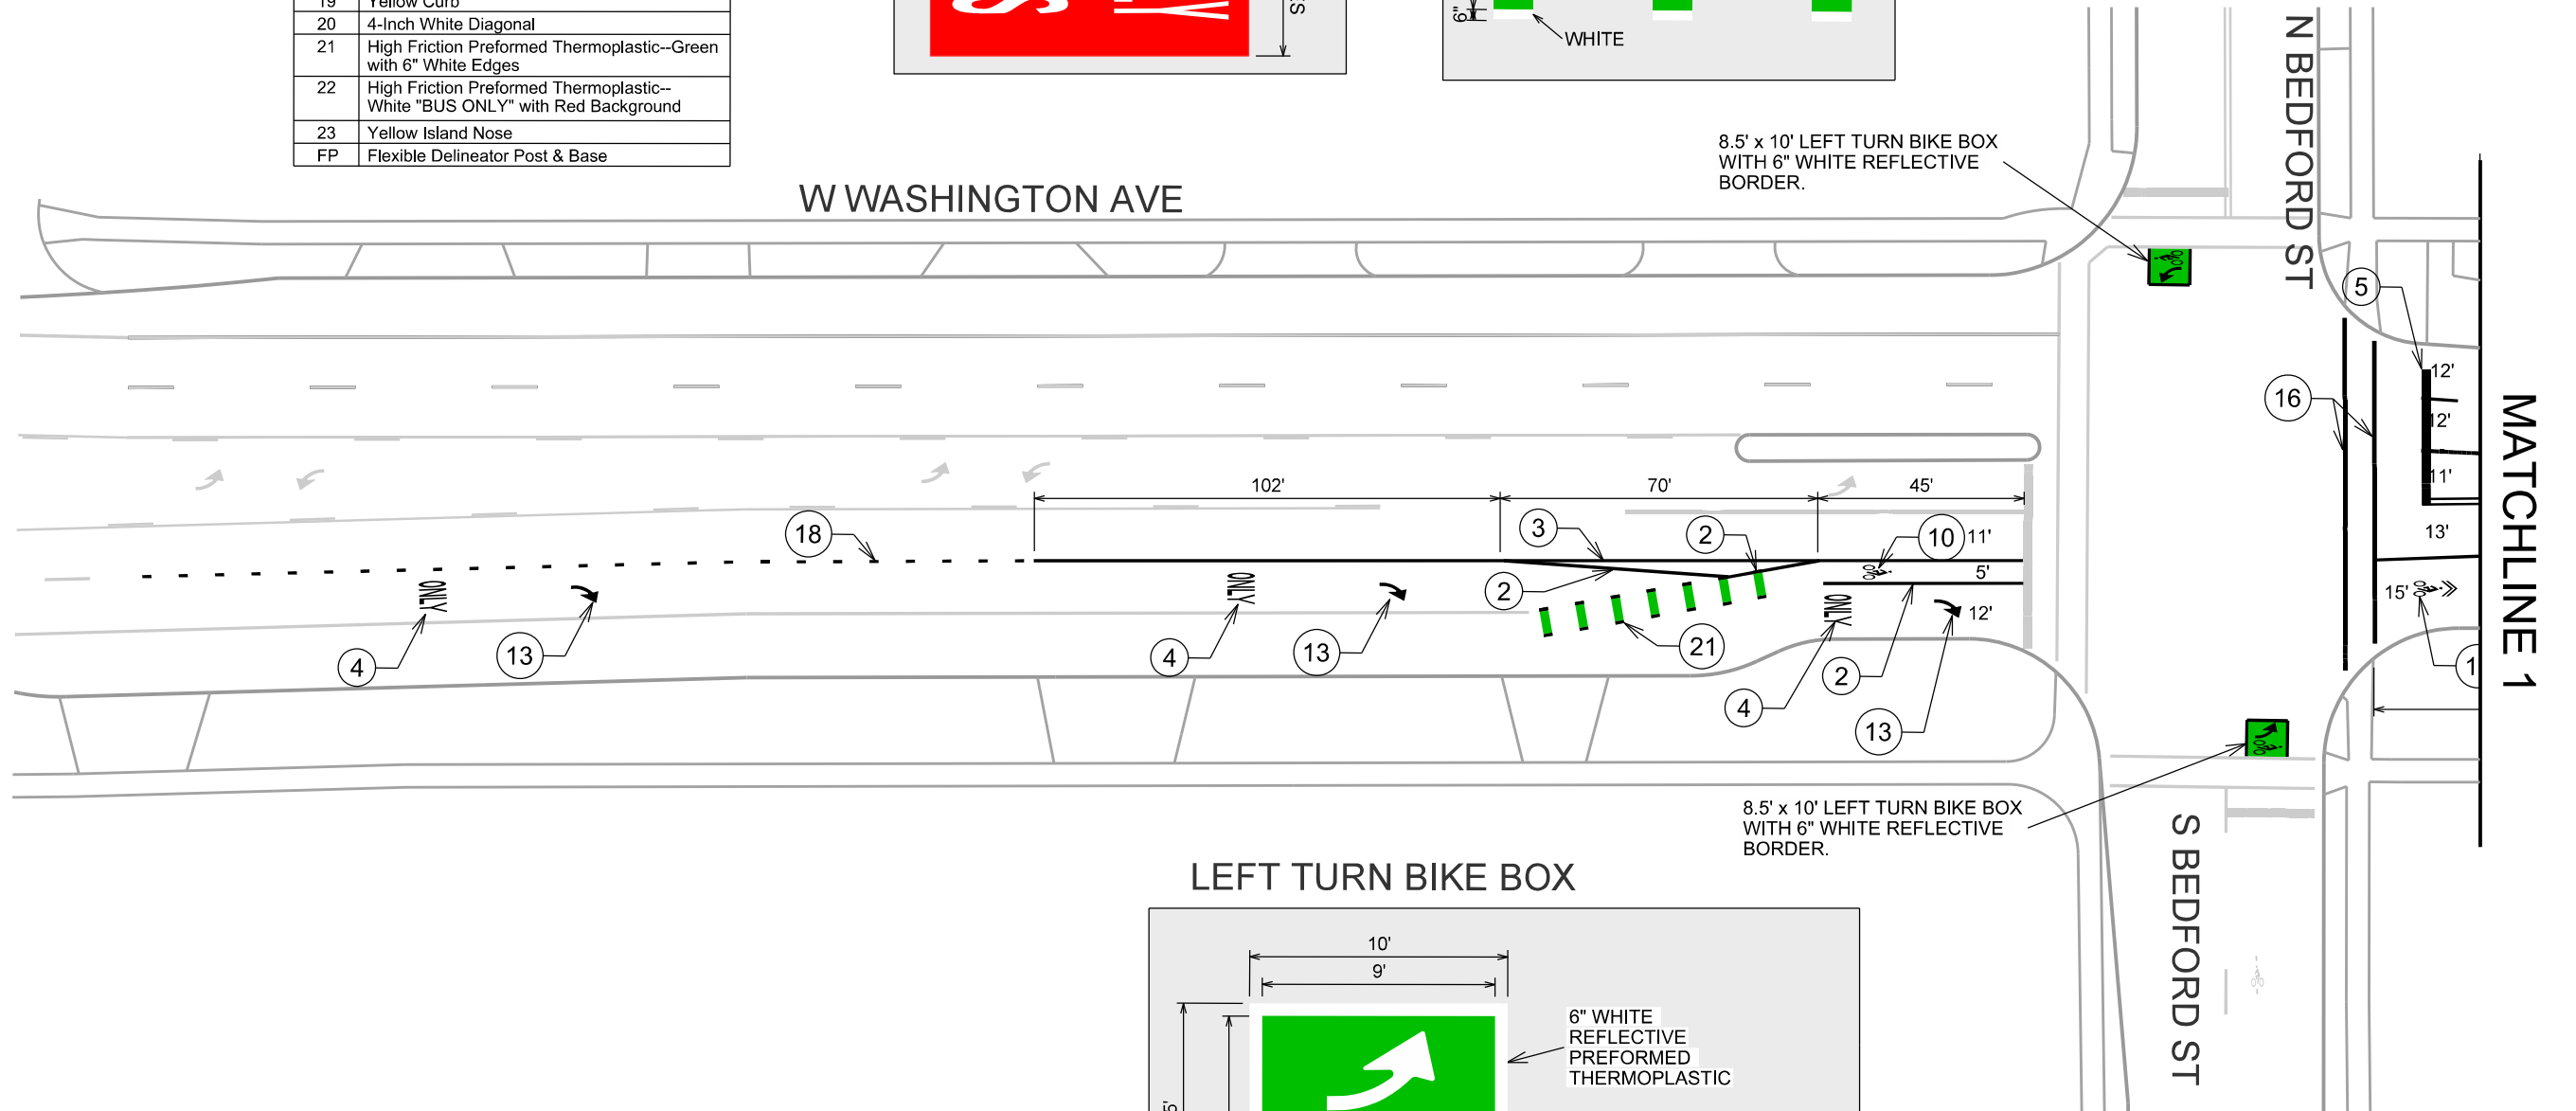 19 Yellow Curb
20 4-Inch White Diagonal
21 High Friction Preformed Thermoplastic--Green
with 6" White Edges
22 High Friction Preformed Thermoplastic--
White "BUS ONLY" with Red Background
23 Yellow Island Nose
FP Flexible Delineator Post & Base
6"
WHITE
W WASHINGTON AVE
8.5' x 10' LEFT TURN BIKE BOX
WITH 6" WHITE REFLECTIVE
BORDER.
N BEDFORD ST
5
12'
16
12'
11'
MATCHLINE 1
102'
70'
45'
18
3
2
10
11'
13'
2
5'
15'
ONLY
ONLY
ONLY
12'
4
13
4
13
21
2
4
13
8.5' x 10' LEFT TURN BIKE BOX
WITH 6" WHITE REFLECTIVE
BORDER.
S BEDFORD ST
LEFT TURN BIKE BOX
10'
9'
6" WHITE
REFLECTIVE
PREFORMED
THERMOPLASTIC